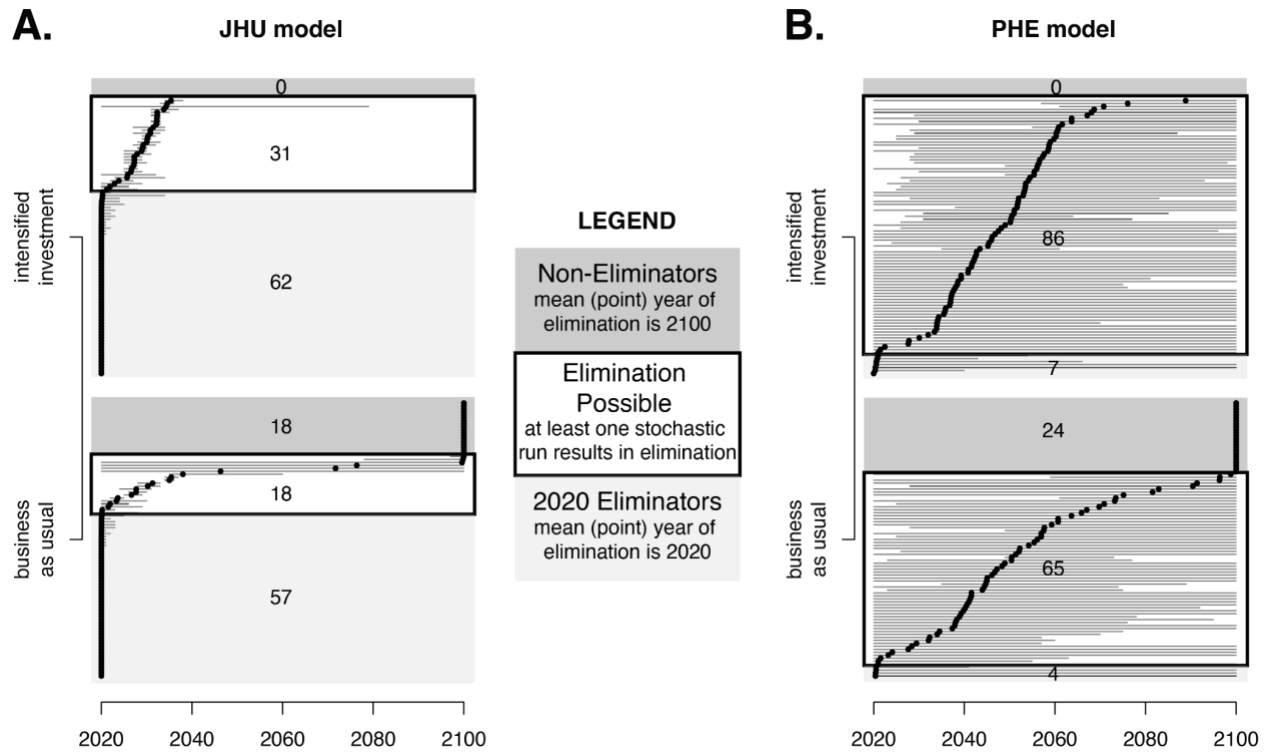 A.
JHU model
B.
PHE model
intensified
investment
0
31
62
business
as usual
18
18
57
2020
2040
2060
2080
2100
LEGEND
Non-Eliminators
mean (point) year of
elimination is 2100
Elimination
Possible
at least one stochastic
run results in elimination
2020 Eliminators
mean (point) year of
elimination is 2020
intensified
investment
0
86
7
business
as usual
24
65
4
2020
2040
2060
2080
2100